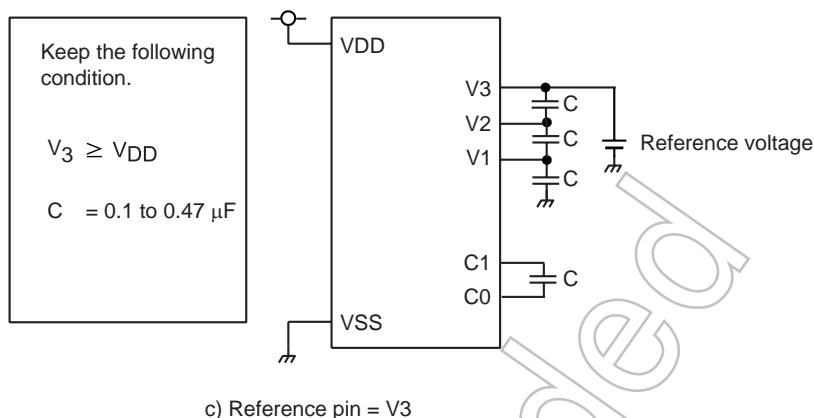 Keep the following
condition.
V3 ≥ VDD
C = 0.1 to 0.47 μF
VDD
V3
C
V2
C
Reference voltage
V1
C
C1
C
C0
VSS
ded
c) Reference pin = V3